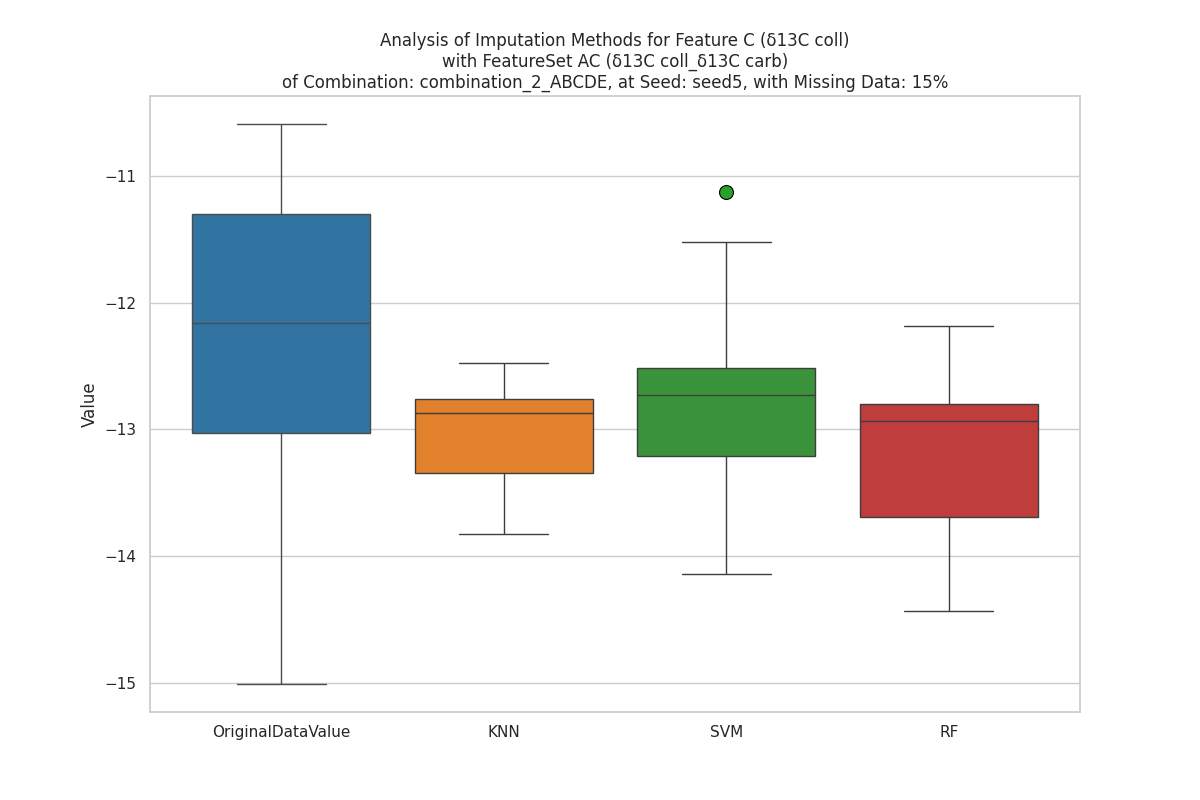 Analysis of Imputation Methods for Feature C (δ13C coll)
with FeatureSet AC (δ13C coll_δ13C carb)
of Combination: combination_2_ABCDE, at Seed: seed5, with Missing Data: 15%
Value
−11
−12
−13
−14
−15
OriginalDataValue
KNN
SVM
RF